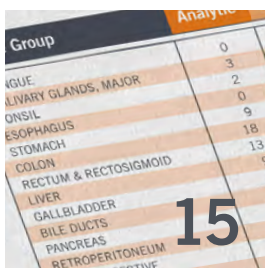 Group Analytic
NGUE 0
LIVARY GLANDS, MAJOR 3
ONSIL 2
ESOPHAGUS 0
STOMACH 9
COLON 18
RECTUM & RECTOSIGMOID 13
LIVER
GALLBLADDER
BILE DUCTS
PANCREAS
RETROPERITONEUM
15